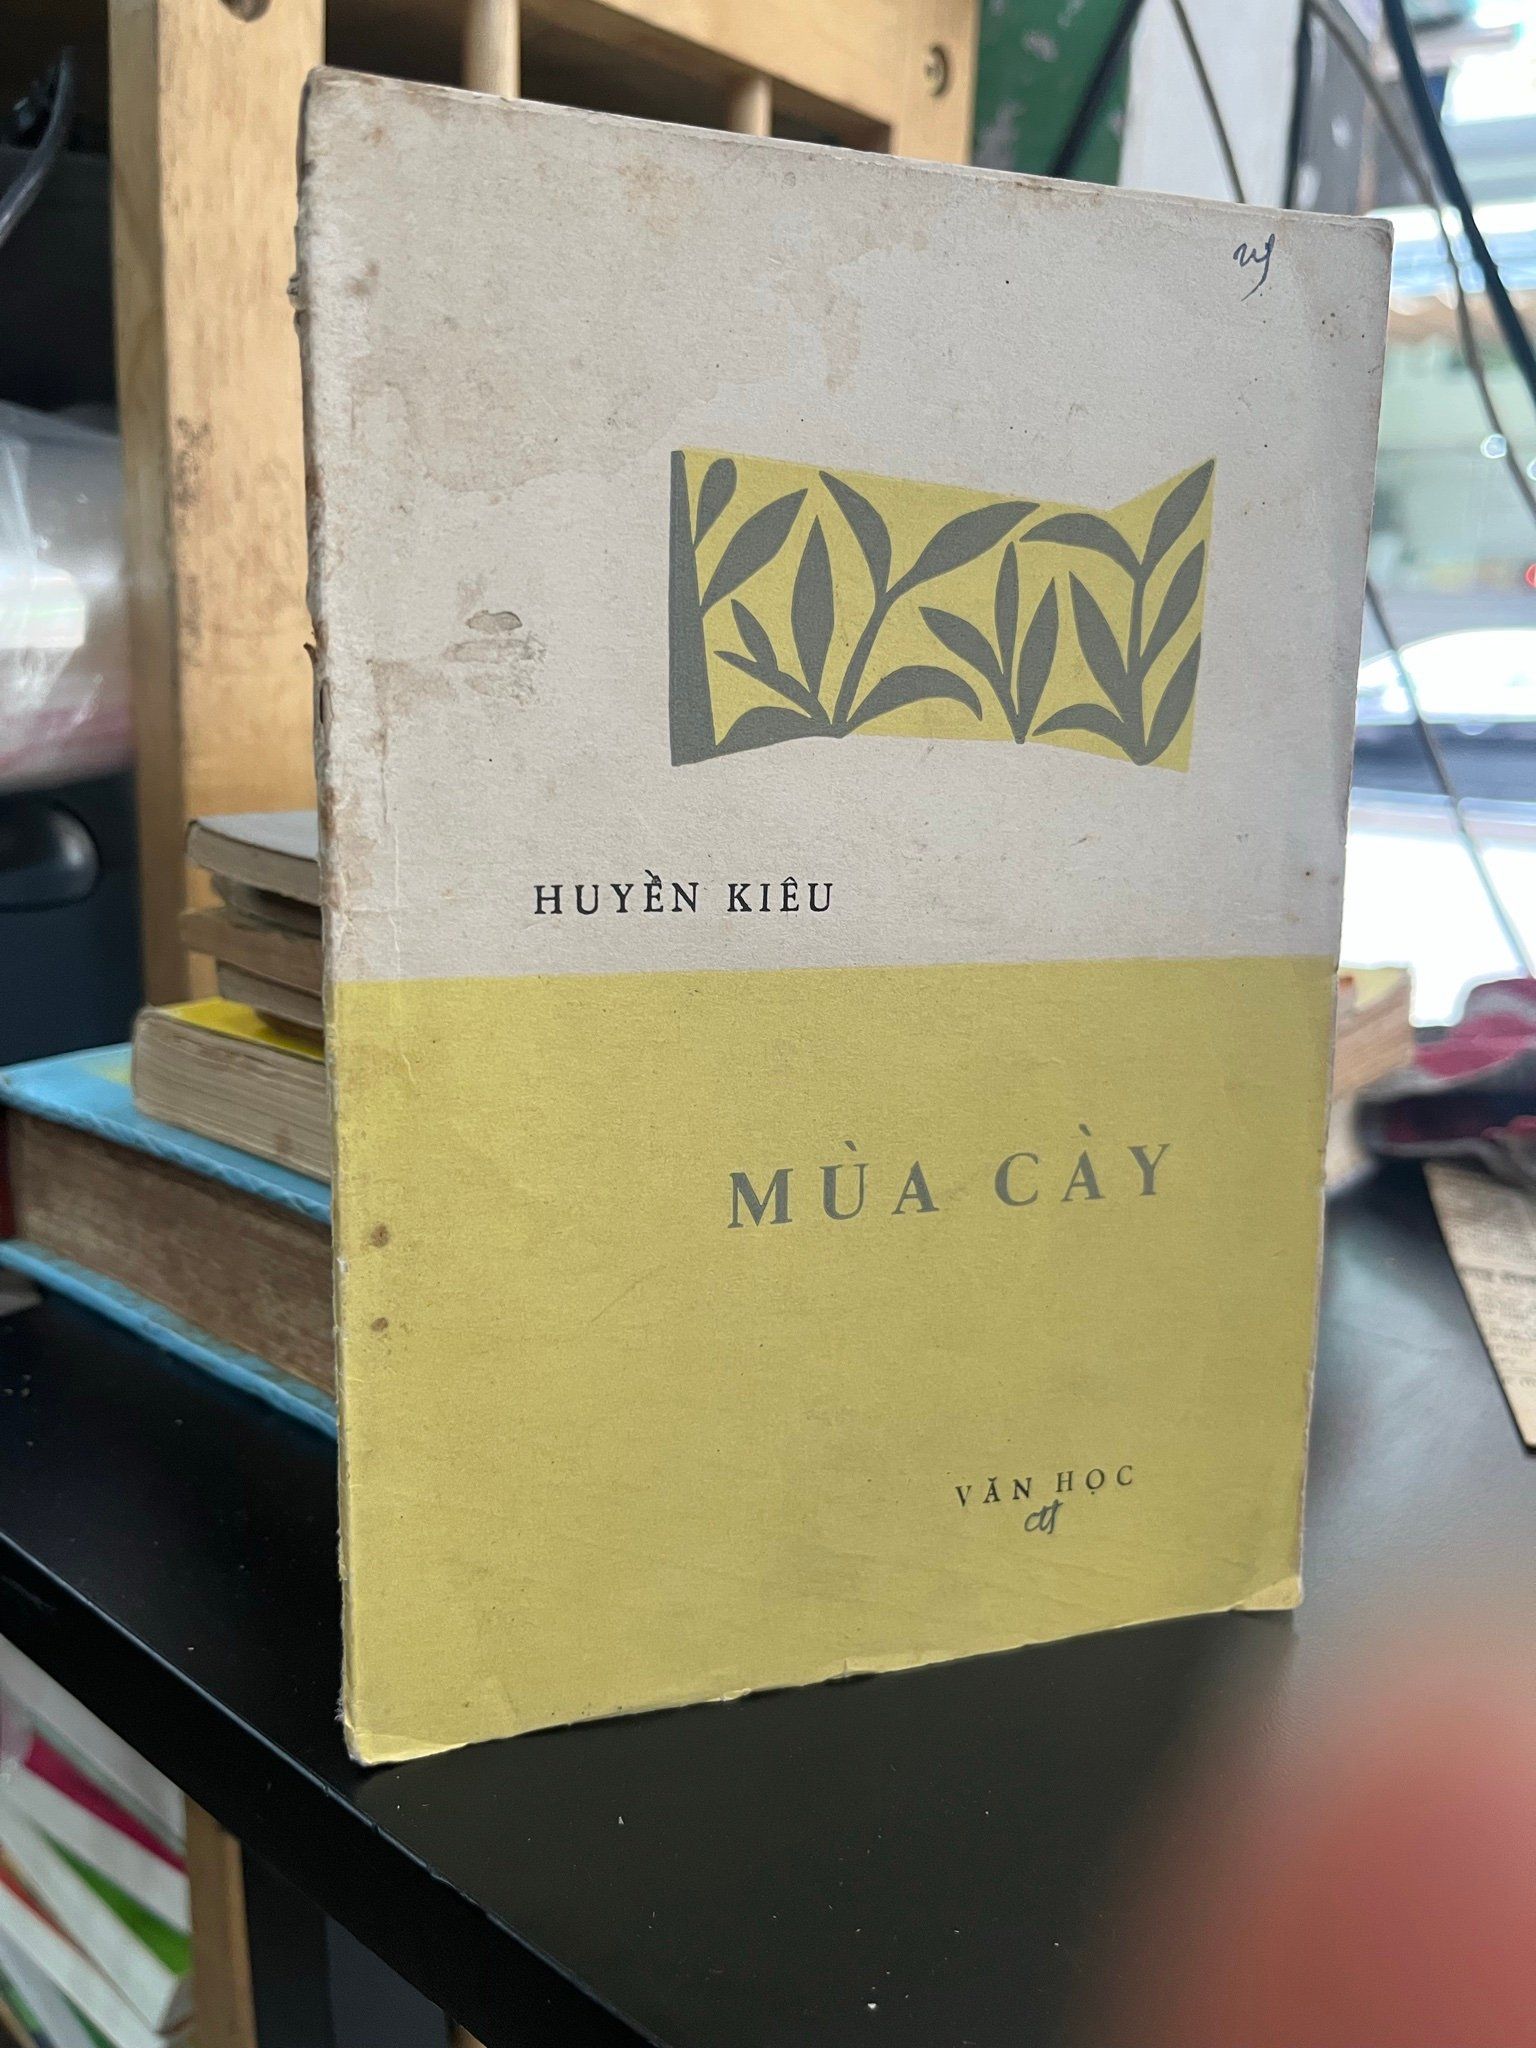 HUYỀN KIÊU
MÙA CÀY
VĂN HỌC